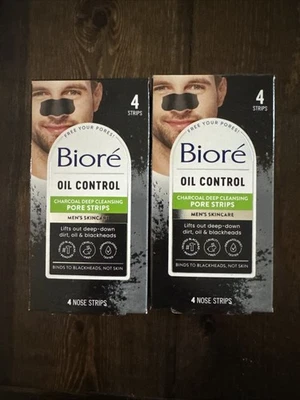 4
STRIPS
FREE YOUR PORES!
Bioré
OIL CONTROL
CHARCOAL DEEP CLEANSING
PORE STRIPS
MEN'S SKINCARE
Lifts out deep-down
dirt, oil & blackheads
BINDS TO BLACKHEADS, NOT SKIN
4 NOSE STRIPS
4
STRIPS
FREE YOUR PORES!
Bioré
OIL CONTROL
CHARCOAL DEEP CLEANSING
PORE STRIPS
MEN'S SKINCARE
Lifts out deep-down
dirt, oil & blackheads
BINDS TO BLACKHEADS, NOT SKIN
4 NOSE STRIPS